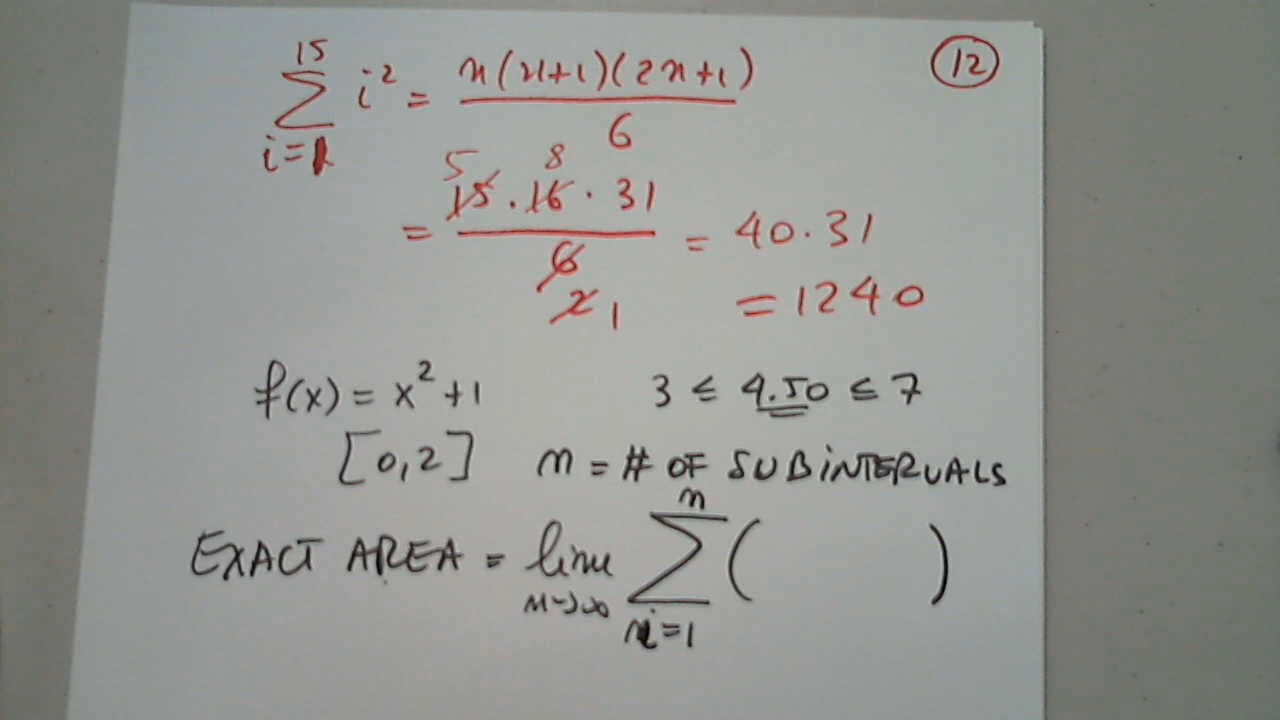 12
15
∑ i² = n(n+1)(2n+1)
i=1 6
5 8
= 15 · 16 · 31 = 40·31
6
2 1 = 1240
f(x) = x² + 1 3 ≤ 4.50 ≤ 7
[0,2] n = # OF SUBiNTERVALS
n
EXACT AREA = lim ∑ ( )
n→∞ i=1